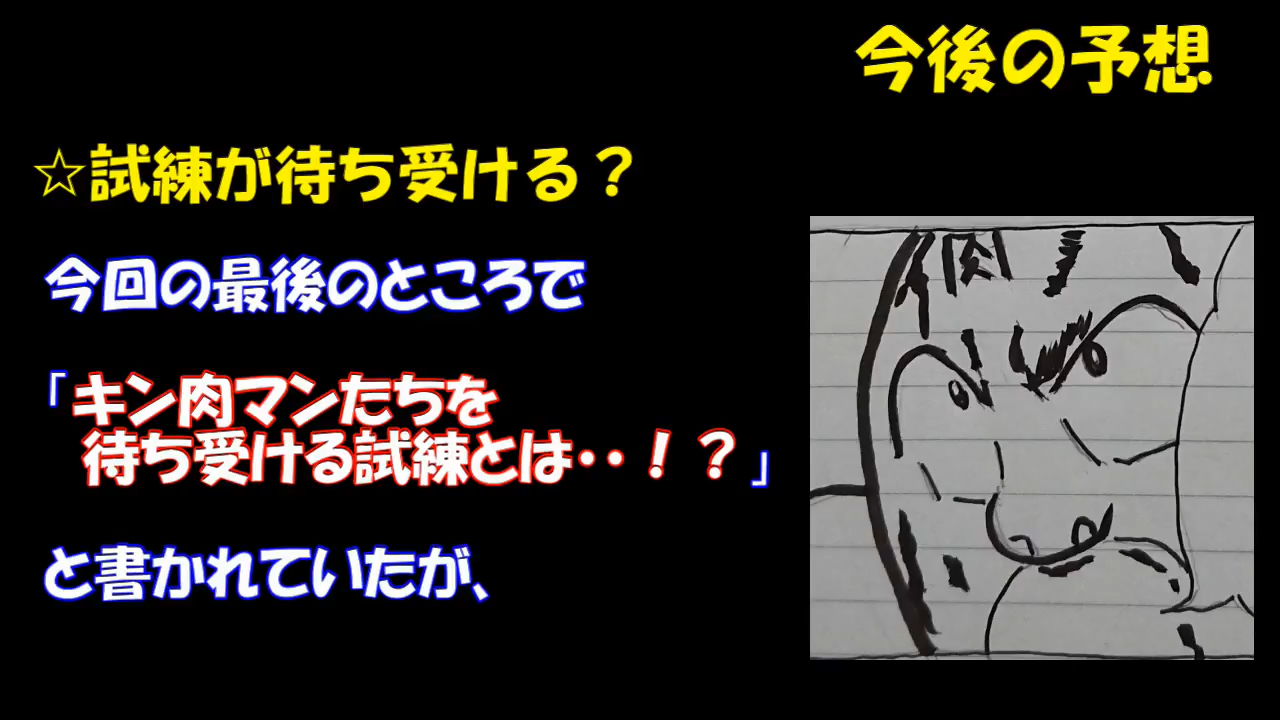 今後の予想
☆試練が待ち受ける？
今回の最後のところで
「キン肉マンたちを
待ち受ける試練とは‥！？」
と書かれていたが、
肉